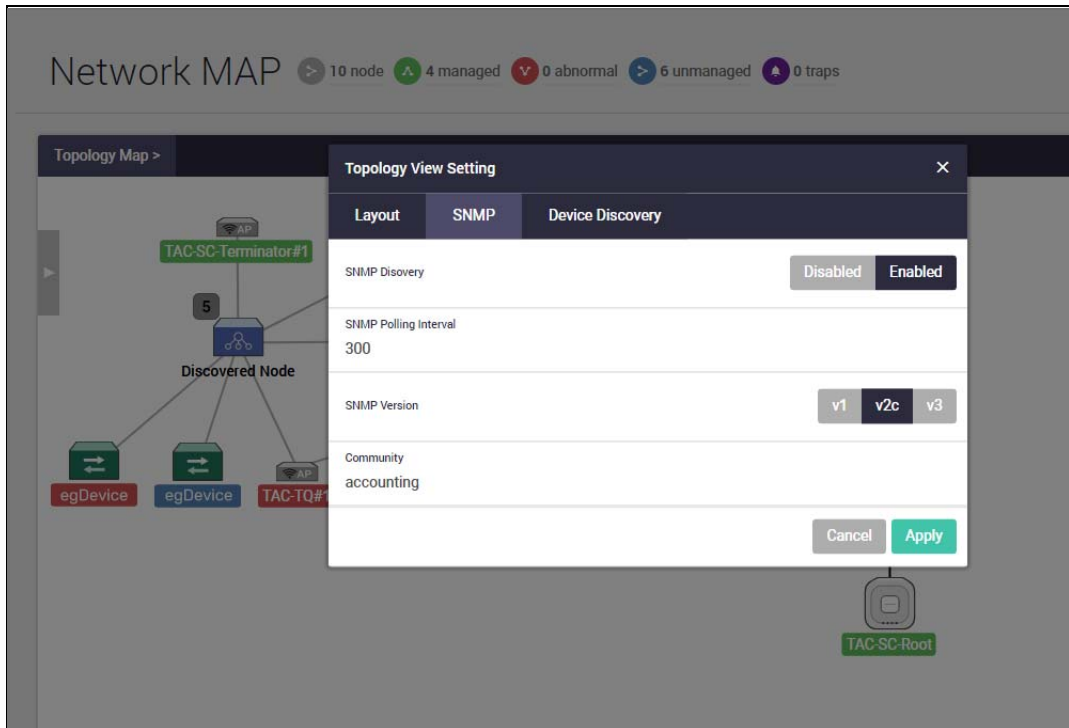 Network MAP 10 node 4 managed 0 abnormal 6 unmanaged 0 traps
Topology Map >
Topology View Setting
Layout SNMP Device Discovery
SNMP Disovery Disabled Enabled
SNMP Polling Interval
300
SNMP Version v1 v2c v3
Community
accounting
Cancel Apply
AP
TAC-SC-Terminator#1
5
Discovered Node
AP
egDevice egDevice TAC-TQ#1
TAC-SC-Root